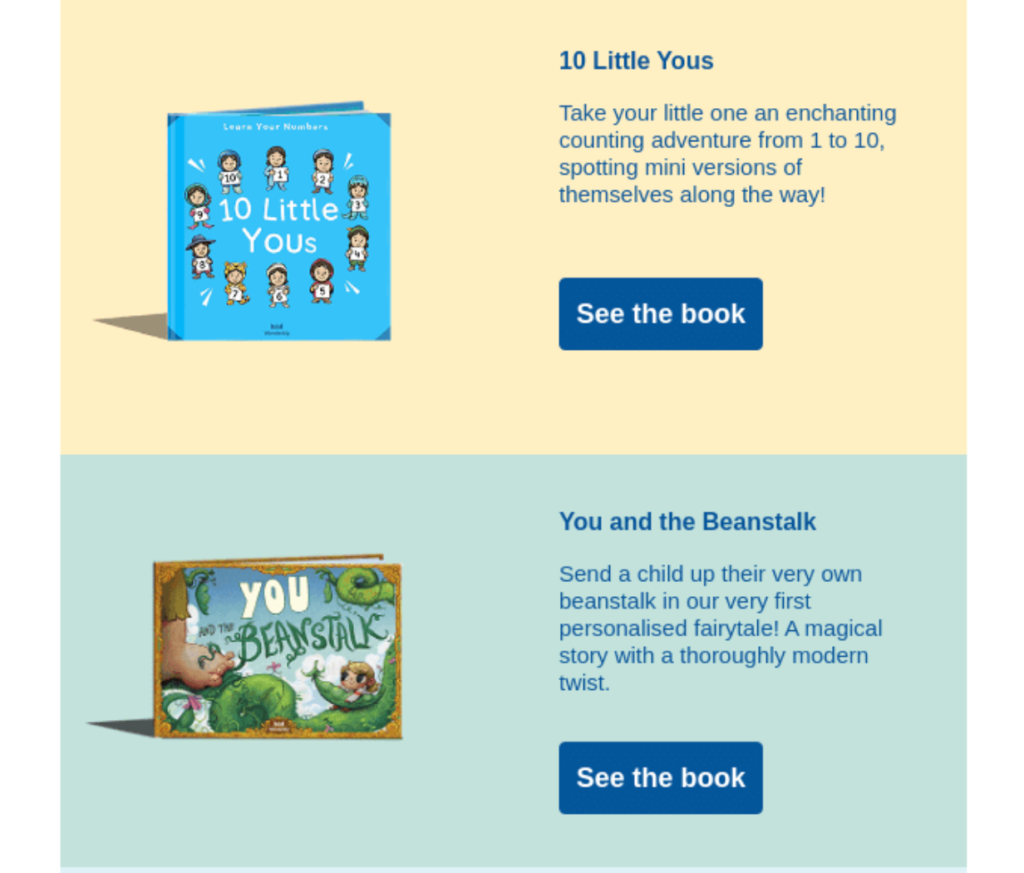 10 Little Yous
Take your little one an enchanting
counting adventure from 1 to 10,
spotting mini versions of
themselves along the way!
See the book
Learn Your Numbers
10
1
2
9
3
10 Little
Yous
8
4
7
6
5
You and the Beanstalk
Send a child up their very own
beanstalk in our very first
personalised fairytale! A magical
story with a thoroughly modern
twist.
See the book
YOU
AND THE
BEANSTALK